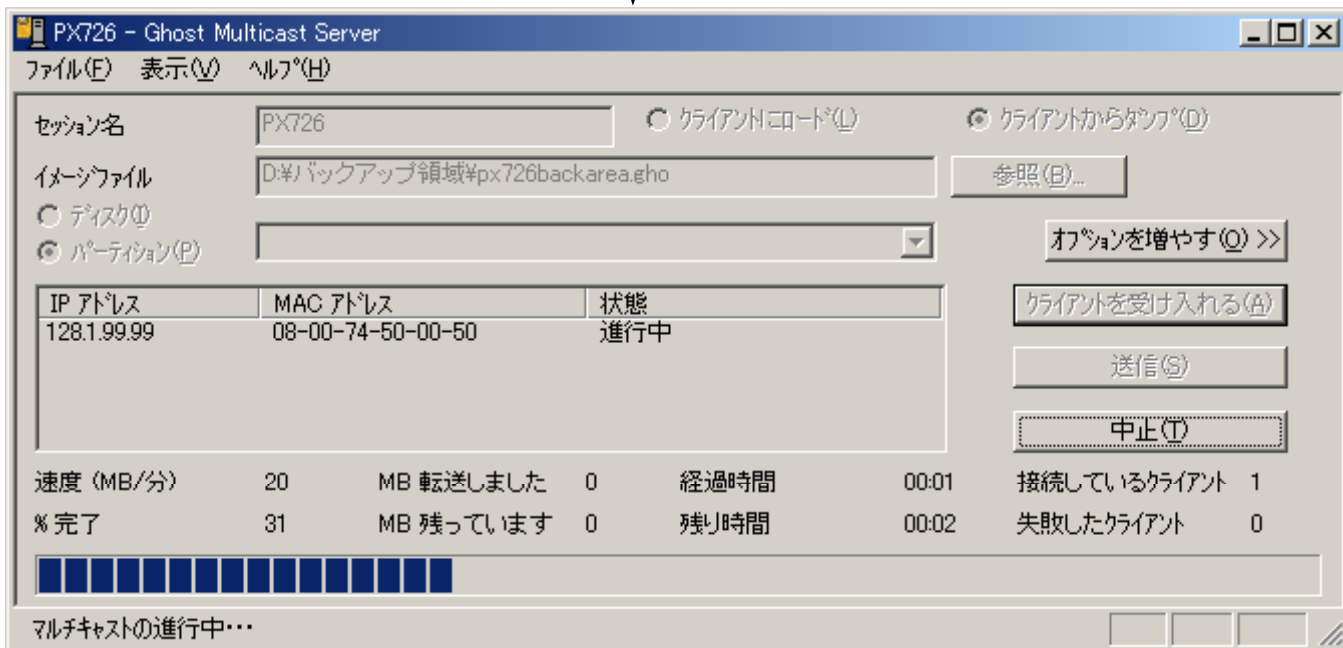 PX726 - Ghost Multicast Server
ファイル(F) 表示(V) ヘルプ(H)
セッション名 PX726 クライアントにロード(L) クライアントからダンプ(D)
イメージファイル D:¥バックアップ領域¥px726backarea.gho 参照(B)...
ディスク(I)
パーティション(P) オプションを増やす(O) >>
IP アドレス MAC アドレス 状態 クライアントを受け入れる(A)
128.1.99.99 08-00-74-50-00-50 進行中
送信(S)
中止(T)
速度 (MB/分) 20 MB 転送しました 0 経過時間 00:01 接続しているクライアント 1
% 完了 31 MB 残っています 0 残り時間 00:02 失敗したクライアント 0
マルチキャストの進行中・・・